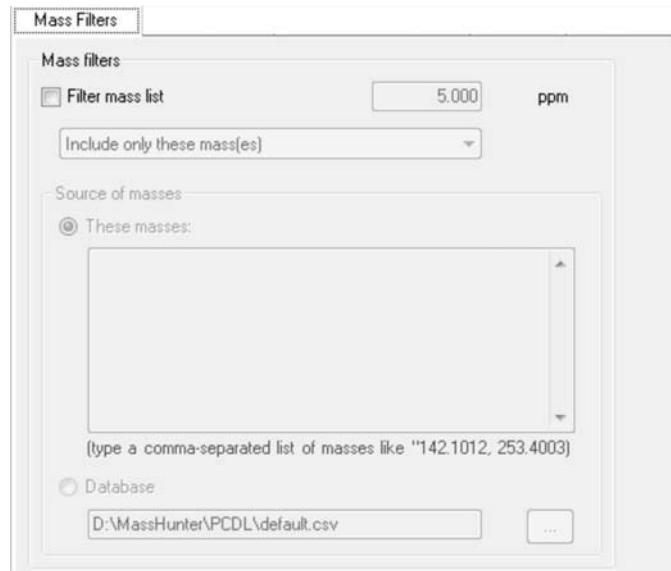 Mass Filters
Mass filters
Filter mass list 5.000 ppm
Include only these mass(es)
Source of masses
These masses:
(type a comma-separated list of masses like "142.1012, 253.4003)
Database
D:\MassHunter\PCDL\default.csv ...